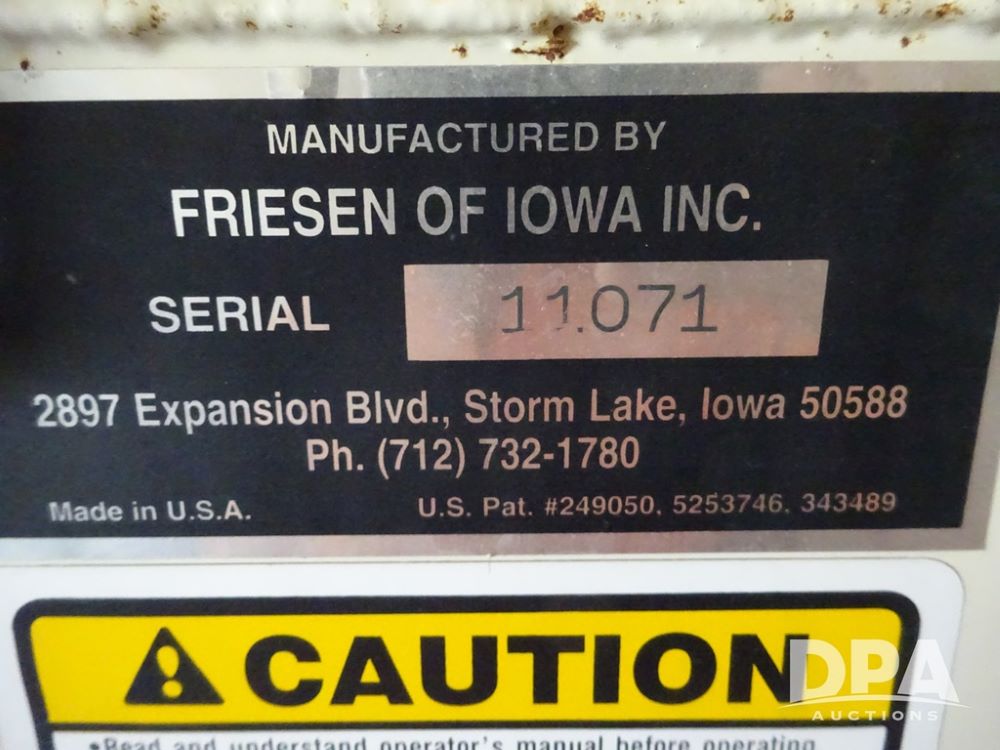 MANUFACTURED BY
FRIESEN OF IOWA INC.
SERIAL 11071
2897 Expansion Blvd., Storm Lake, Iowa 50588
Ph. (712) 732-1780
Made in U.S.A. U.S. Pat. #249050, 5253746, 343489
CAUTION
DPA
AUCTIONS
•Read and understand operator's manual before operating